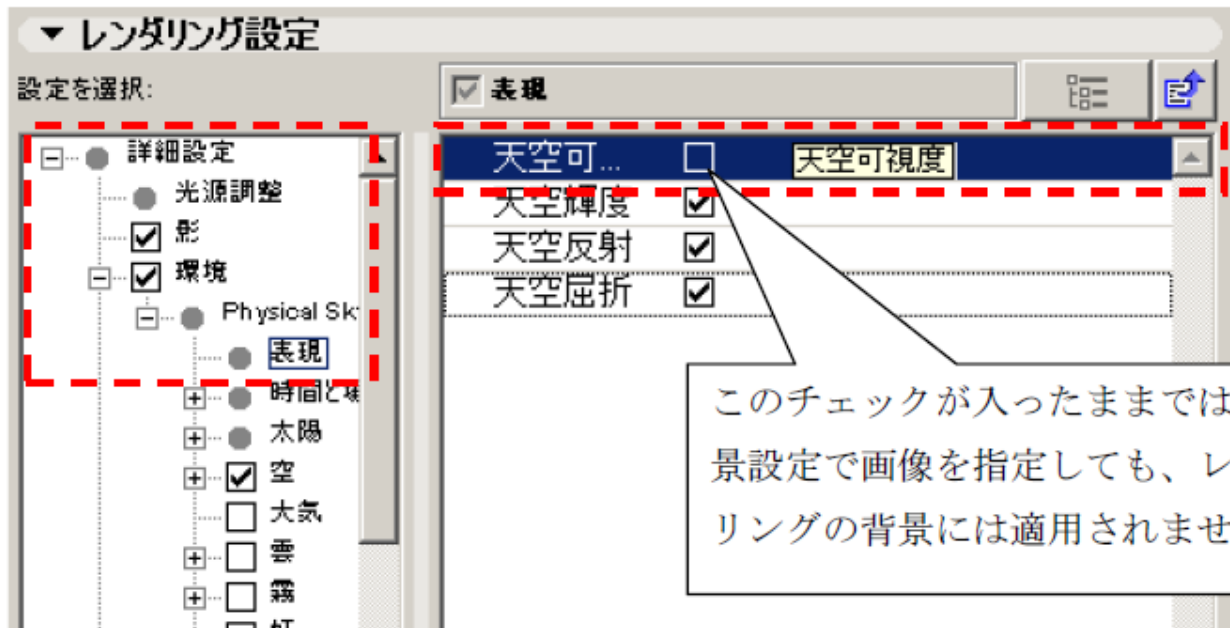 レンダリング設定
設定を選択:
表現
詳細設定
光源調整
影
環境
Physical Sk
表現
時間と
太陽
空
大気
雲
霧
天空可...
天空可視度
天空輝度
天空反射
天空屈折
このチェックが入ったままでは
景設定で画像を指定しても、レ
リングの背景には適用されませ